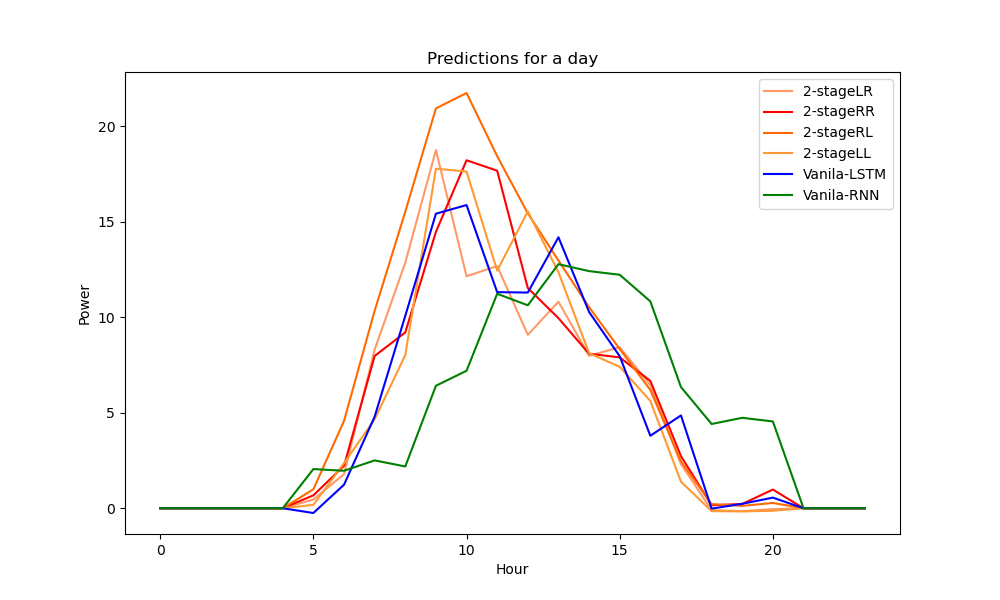 Predictions for a day
2-stageLR
2-stageRR
2-stageRL
2-stageLL
Vanila-LSTM
Vanila-RNN
Power
20
15
10
5
0
0 5 10 15 20
Hour